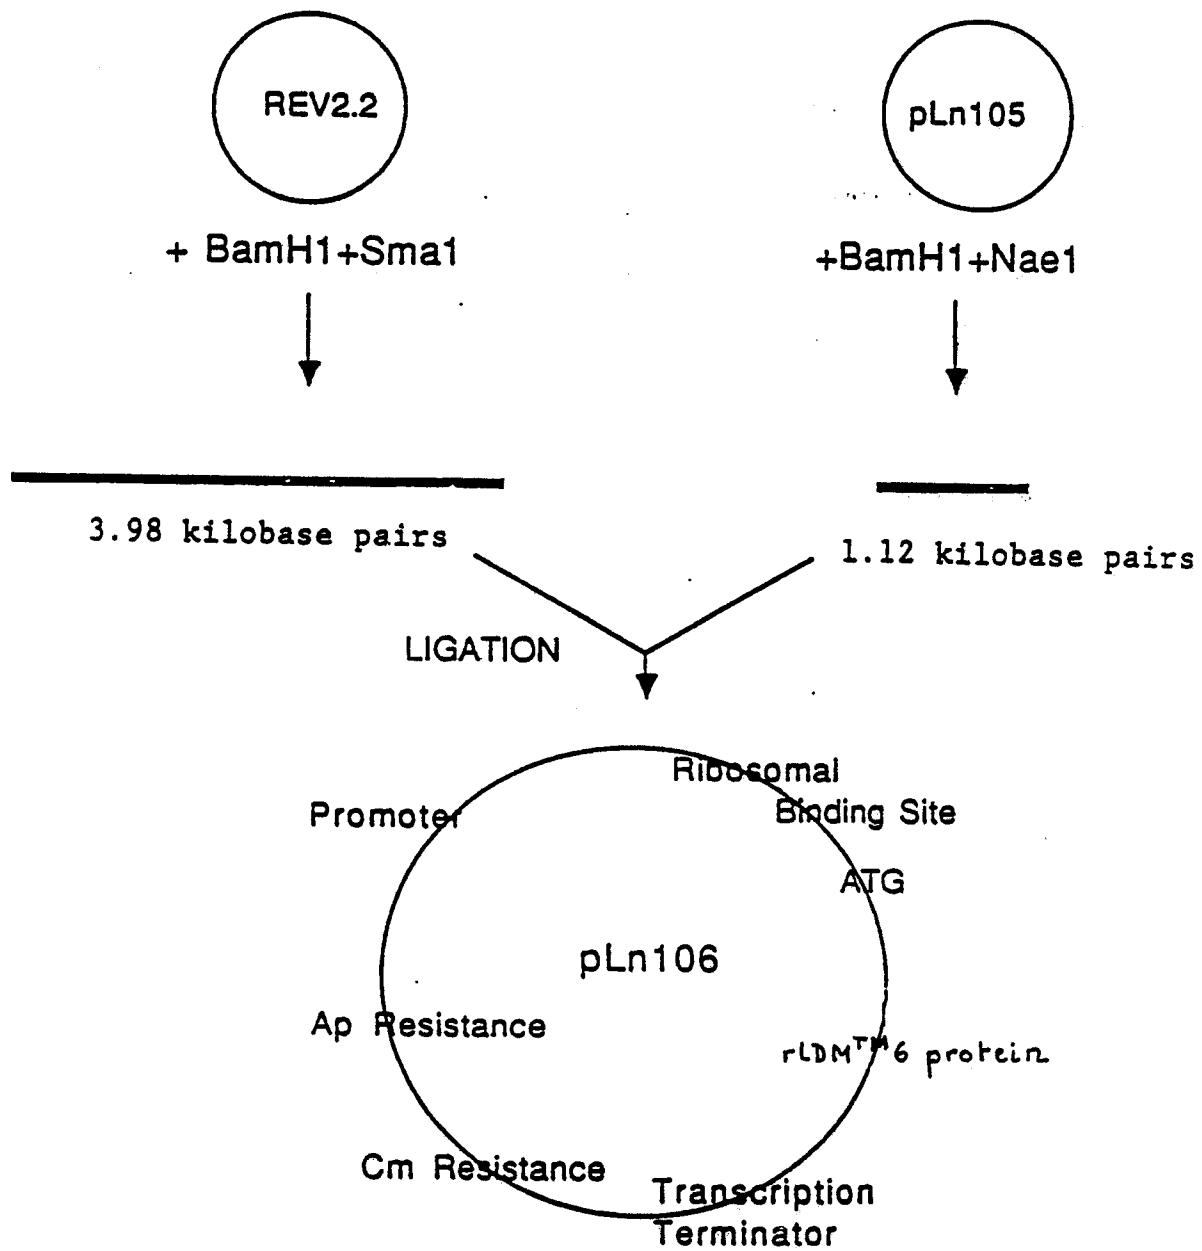 REV2.2
pLn105
+ BamH1+Sma1
+BamH1+Nae1
3.98 kilobase pairs
1.12 kilobase pairs
LIGATION
Ribosomal
Binding Site
Promoter
ATG
pLn106
Ap Resistance
rLDM™6 protein
Cm Resistance
Transcription
Terminator